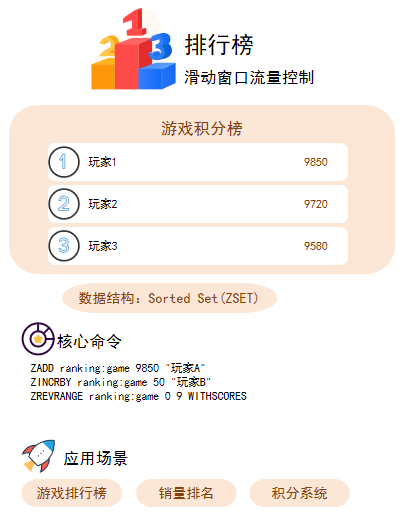 1
2
3
排行榜
滑动窗口流量控制
游戏积分榜
1 玩家1 9850
2 玩家2 9720
3 玩家3 9580
数据结构：Sorted Set(ZSET)
核心命令
ZADD ranking:game 9850 "玩家A"
ZINCRBY ranking:game 50 "玩家B"
ZREVRANGE ranking:game 0 9 WITHSCORES
应用场景
游戏排行榜 销量排名 积分系统